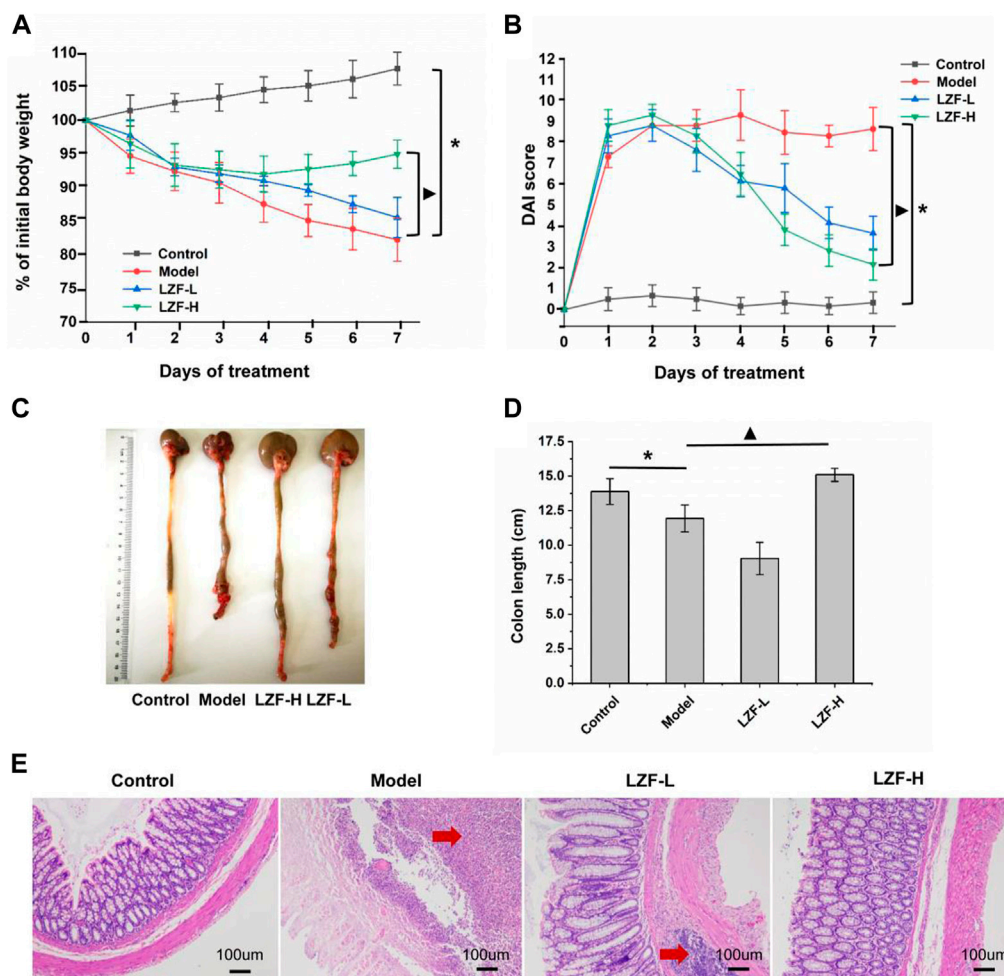 A
110
105
100
95
90
85
80
75
70
% of initial body weight
*
▲
Control
Model
LZF-L
LZF-H
0 1 2 3 4 5 6 7
Days of treatment
B
12
11
10
9
8
7
6
5
4
3
2
1
0
DAI score
Control
Model
LZF-L
LZF-H
▲ *
0 1 2 3 4 5 6 7
Days of treatment
C
Control Model LZF-H LZF-L
D
17.5
15.0
12.5
10.0
7.5
5.0
2.5
0.0
Colon length (cm)
* ▲
Control Model LZF-L LZF-H
E
Control Model LZF-L LZF-H
100um 100um 100um 100um